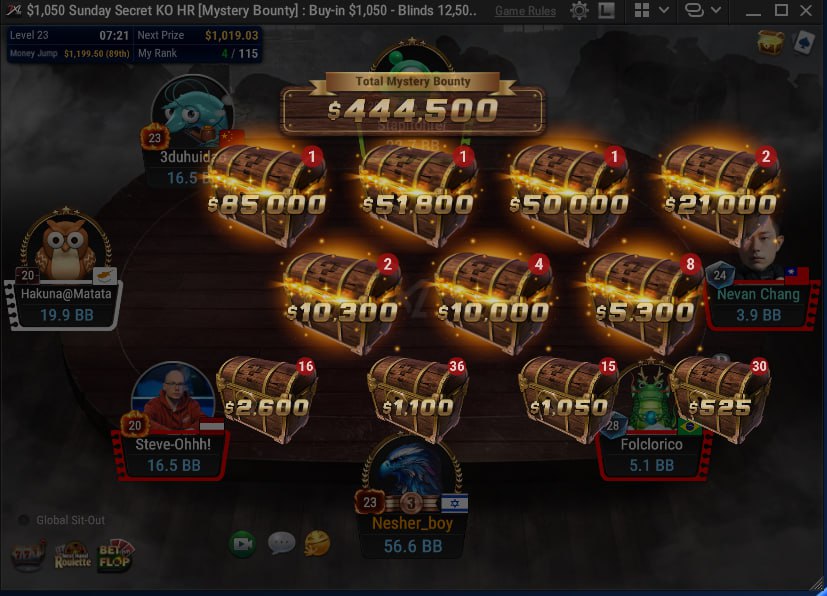 $1,050 Sunday Secret KO HR [Mystery Bounty] : Buy-in $1,050 - Blinds 12,50..
Game Rules
Level 23 07:21 Next Prize $1,019.03
Money Jump $1,199.50 (89th) My Rank 4 / 115
Total Mystery Bounty
$444,500
23
3duhuida
16.5 B
1
$85,000
1
$51,800
1
$50,000
2
$21,000
20
Hakuna@Matata
19.9 BB
2
$10,300
4
$10,000
8
$5,300
24
Nevan Chang
3.9 BB
16
$2,600
36
$1,100
15
$1,050
30
$525
20
Steve-Ohhh!
16.5 BB
28
Folclorico
5.1 BB
23
3
Nesher_boy
56.6 BB
Global Sit-Out
Roulette
BET
FLOP